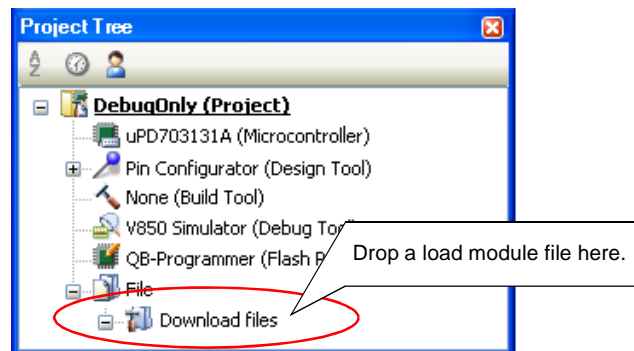 Project Tree
DebugOnly (Project)
uPD703131A (Microcontroller)
Pin Configurator (Design Tool)
None (Build Tool)
V850 Simulator (Debug
QB-Programmer (Flash
File
Download files
Drop a load module file here.